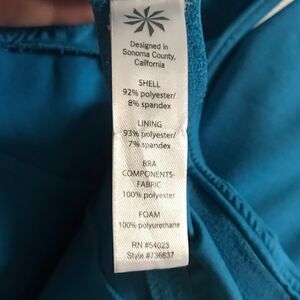 Designed in
Sonoma County,
California
SHELL
92% polyester/
8% spandex
LINING
93% polyester/
7% spandex
BRA
COMPONENTS-
FABRIC
100% polyester
FOAM
100% polyurethane
RN #54023
Style #736637